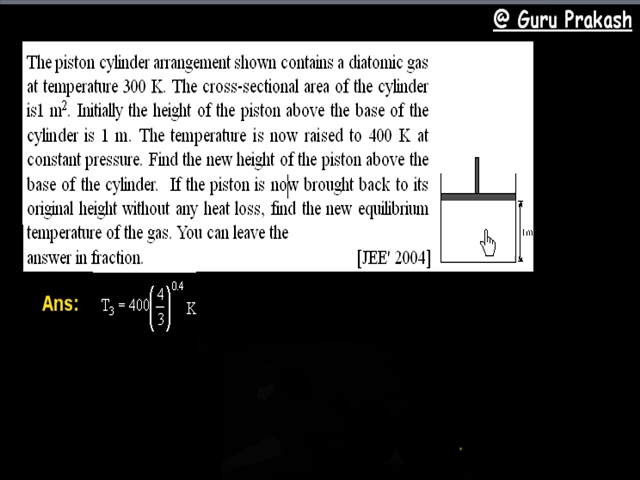 @ Guru Prakash
The piston cylinder arrangement shown contains a diatomic gas
at temperature 300 K. The cross-sectional area of the cylinder
is1 m². Initially the height of the piston above the base of the
cylinder is 1 m. The temperature is now raised to 400 K at
constant pressure. Find the new height of the piston above the
base of the cylinder. If the piston is now brought back to its
original height without any heat loss, find the new equilibrium
temperature of the gas. You can leave the
answer in fraction. [JEE' 2004]
1m
Ans: T₃ = 400(4/3)^0.4 K